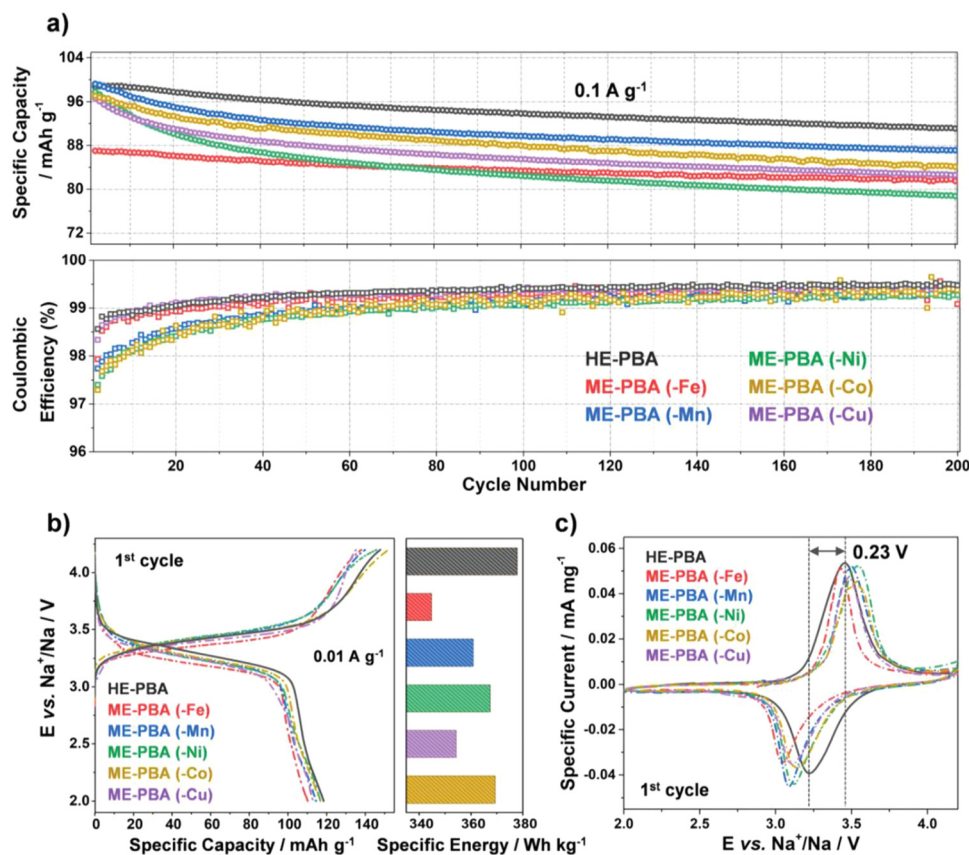 a)
104
96
88
80
72
Specific Capacity
/ mAh g-1
0.1 A g-1
100
99
98
97
96
Coulombic
Efficiency (%)
HE-PBA
ME-PBA (-Fe)
ME-PBA (-Mn)
ME-PBA (-Ni)
ME-PBA (-Co)
ME-PBA (-Cu)
20 40 60 80 100 120 140 160 180 200
Cycle Number
b)
1st cycle
4.0
3.5
3.0
2.5
2.0
E vs. Na+/Na / V
0.01 A g-1
HE-PBA
ME-PBA (-Fe)
ME-PBA (-Mn)
ME-PBA (-Ni)
ME-PBA (-Co)
ME-PBA (-Cu)
0 20 40 60 80 100 120 140
Specific Capacity / mAh g-1
340 360 380
Specific Energy / Wh kg-1
c)
0.06
0.04
0.02
0.00
-0.02
-0.04
Specific Current / mA mg-1
HE-PBA
ME-PBA (-Fe)
ME-PBA (-Mn)
ME-PBA (-Ni)
ME-PBA (-Co)
ME-PBA (-Cu)
0.23 V
1st cycle
2.0 2.5 3.0 3.5 4.0
E vs. Na+/Na / V